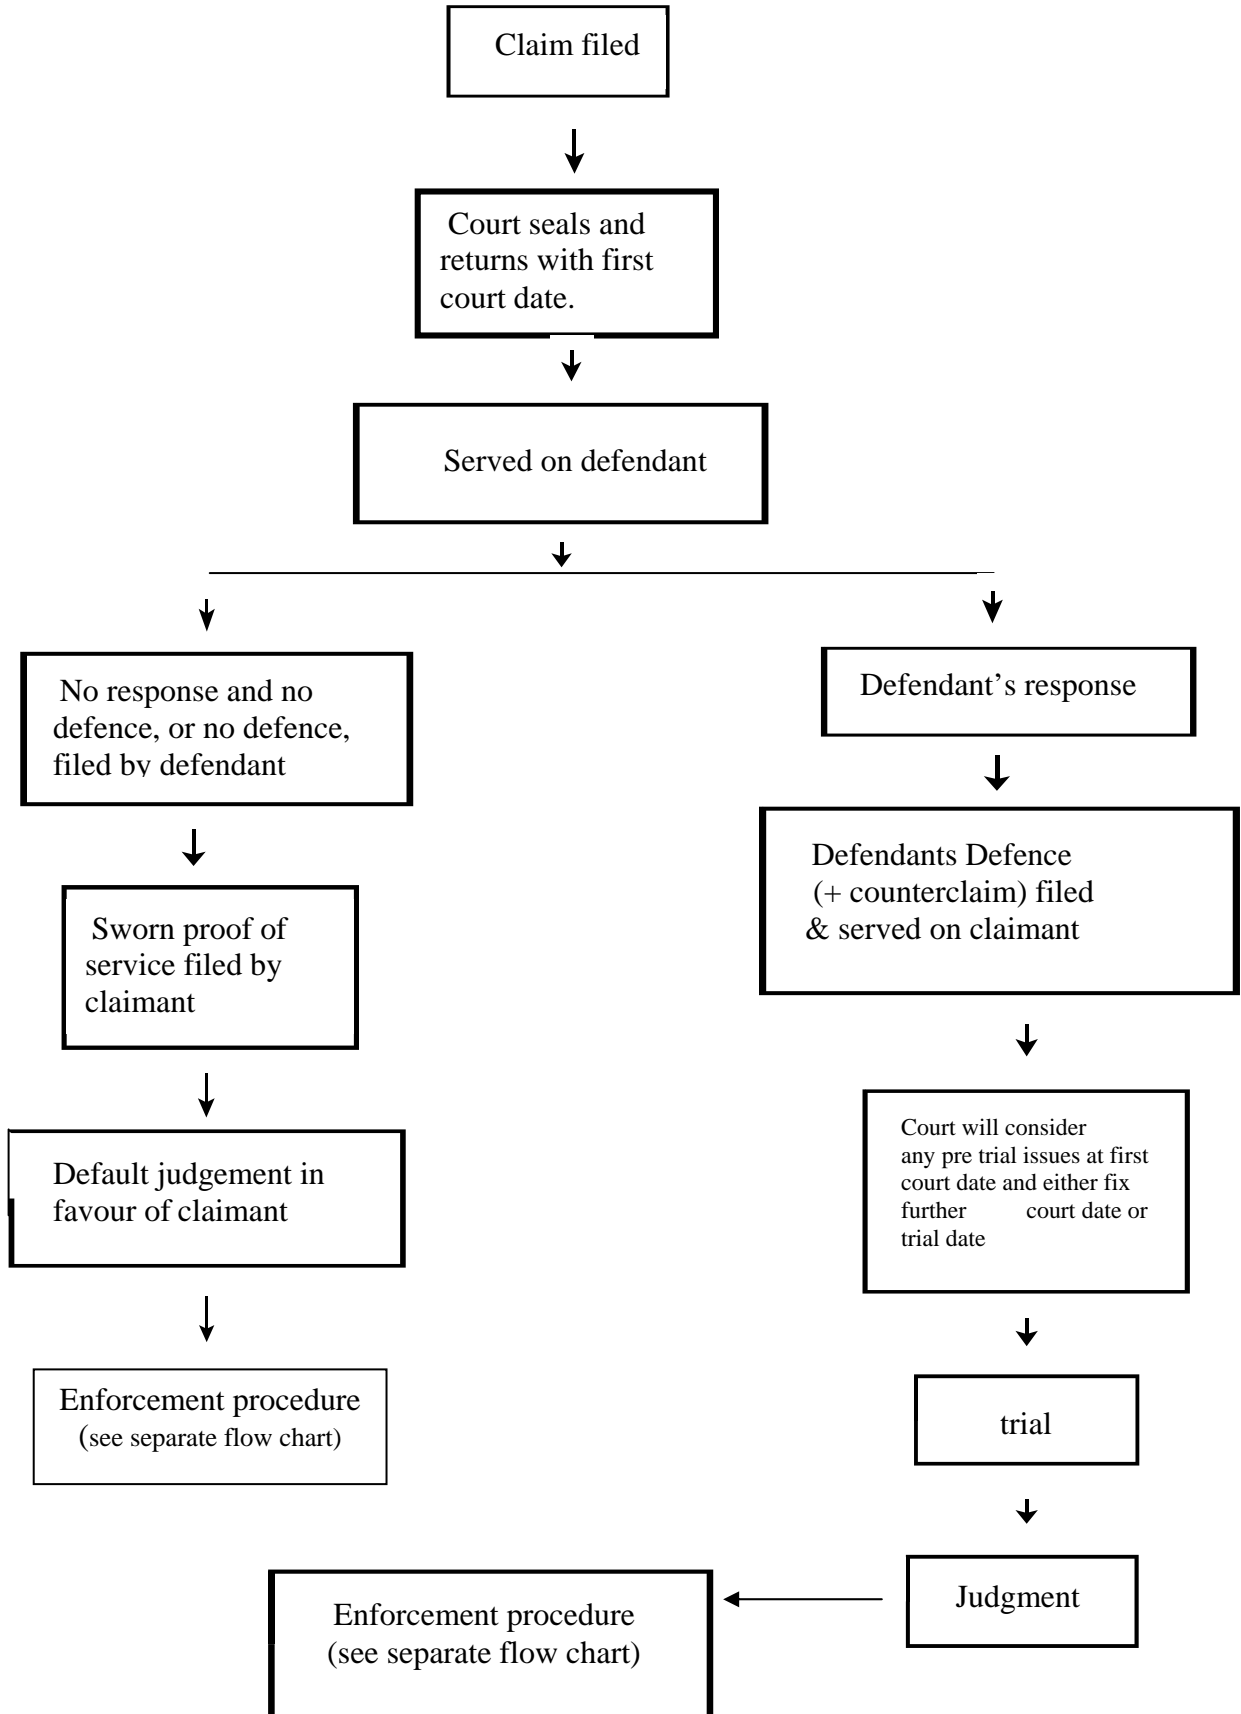 Claim filed
Court seals and
returns with first
court date.
Served on defendant
No response and no
defence, or no defence,
filed by defendant
Sworn proof of
service filed by
claimant
Default judgement in
favour of claimant
Enforcement procedure
(see separate flow chart)
Defendant’s response
Defendants Defence
(+ counterclaim) filed
& served on claimant
Court will consider
any pre trial issues at first
court date and either fix
further court date or
trial date
trial
Judgment
Enforcement procedure
(see separate flow chart)